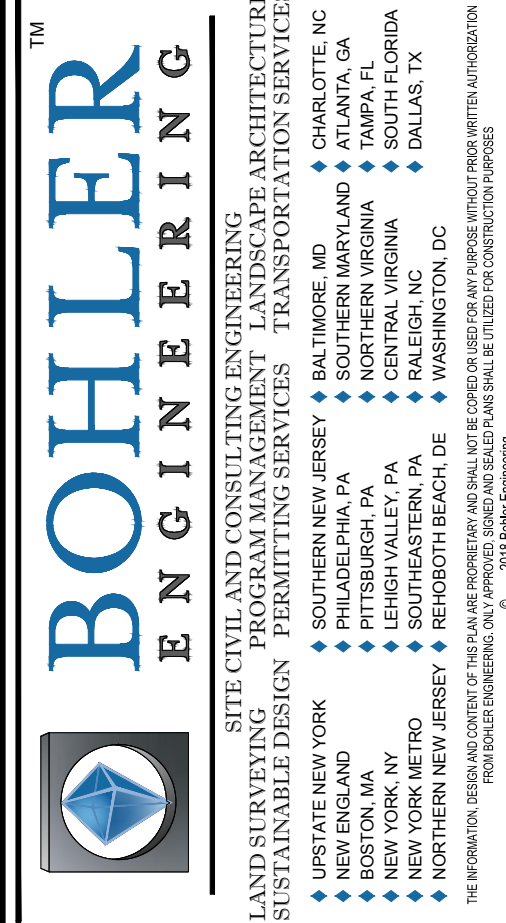 BOHLER™
ENGINEERING
SITE CIVIL AND CONSULTING ENGINEERING
LAND SURVEYING PROGRAM MANAGEMENT LANDSCAPE ARCHITECTURE
SUSTAINABLE DESIGN PERMITTING SERVICES TRANSPORTATION SERVICES
♦ UPSTATE NEW YORK ♦ SOUTHERN NEW JERSEY ♦ BALTIMORE, MD ♦ CHARLOTTE, NC
♦ NEW ENGLAND ♦ PHILADELPHIA, PA ♦ SOUTHERN MARYLAND ♦ ATLANTA, GA
♦ BOSTON, MA ♦ PITTSBURGH, PA ♦ NORTHERN VIRGINIA ♦ TAMPA, FL
♦ NEW YORK, NY ♦ LEHIGH VALLEY, PA ♦ CENTRAL VIRGINIA ♦ SOUTH FLORIDA
♦ NEW YORK METRO ♦ SOUTHEASTERN, PA ♦ RALEIGH, NC ♦ DALLAS, TX
♦ NORTHERN NEW JERSEY ♦ REHOBOTH BEACH, DE ♦ WASHINGTON, DC
THE INFORMATION, DESIGN AND CONTENT OF THIS PLAN ARE PROPRIETARY AND SHALL NOT BE COPIED OR USED FOR ANY PURPOSE WITHOUT PRIOR WRITTEN AUTHORIZATION
FROM BOHLER ENGINEERING. ONLY APPROVED, SIGNED AND SEALED PLANS SHALL BE UTILIZED FOR CONSTRUCTION PURPOSES
© 2018 Bohler Engineering